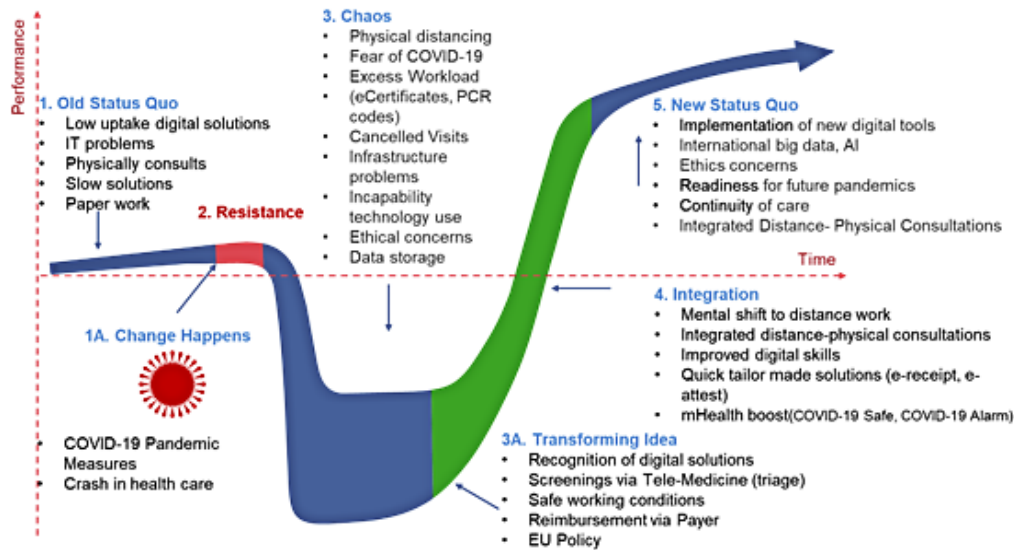 Performance
1. Old Status Quo
• Low uptake digital solutions
• IT problems
• Physically consults
• Slow solutions
• Paper work
2. Resistance
3. Chaos
• Physical distancing
• Fear of COVID-19
• Excess Workload
• (eCertificates, PCR
codes)
• Cancelled Visits
• Infrastructure
problems
• Incapability
technology use
• Ethical concerns
• Data storage
5. New Status Quo
• Implementation of new digital tools
• International big data, AI
• Ethics concerns
• Readiness for future pandemics
• Continuity of care
• Integrated Distance- Physical Consultations
Time
1A. Change Happens
• COVID-19 Pandemic
Measures
• Crash in health care
4. Integration
• Mental shift to distance work
• Integrated distance-physical consultations
• Improved digital skills
• Quick tailor made solutions (e-receipt, e-
attest)
• mHealth boost(COVID-19 Safe, COVID-19 Alarm)
3A. Transforming Idea
• Recognition of digital solutions
• Screenings via Tele-Medicine (triage)
• Safe working conditions
• Reimbursement via Payer
• EU Policy